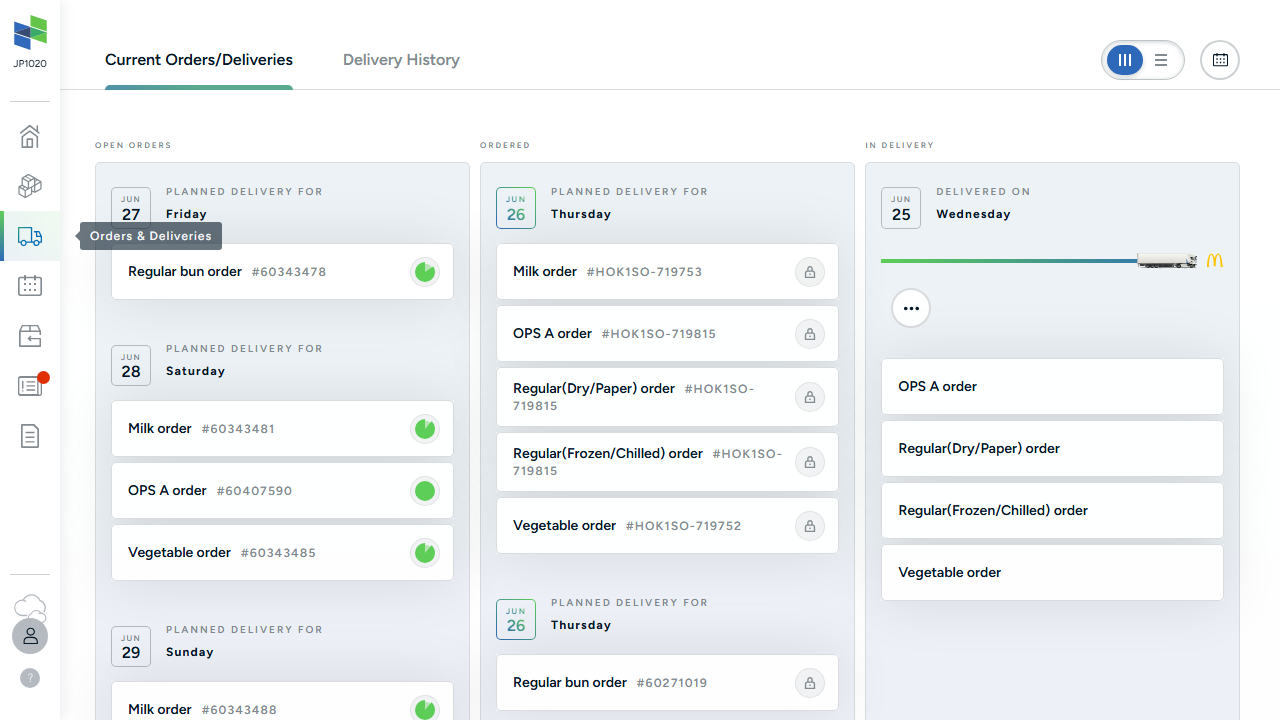 JP1020
Current Orders/Deliveries
Delivery History
OPEN ORDERS
JUN
27
PLANNED DELIVERY FOR
Friday
Orders & Deliveries
Regular bun order #60343478
JUN
28
PLANNED DELIVERY FOR
Saturday
Milk order #60343481
OPS A order #60407590
Vegetable order #60343485
JUN
29
PLANNED DELIVERY FOR
Sunday
Milk order #60343488
ORDERED
JUN
26
PLANNED DELIVERY FOR
Thursday
Milk order #HOK1SO-719753
OPS A order #HOK1SO-719815
Regular(Dry/Paper) order #HOK1SO-
719815
Regular(Frozen/Chilled) order #HOK1SO-
719815
Vegetable order #HOK1SO-719752
JUN
26
PLANNED DELIVERY FOR
Thursday
Regular bun order #60271019
IN DELIVERY
JUN
25
DELIVERED ON
Wednesday
OPS A order
Regular(Dry/Paper) order
Regular(Frozen/Chilled) order
Vegetable order
?